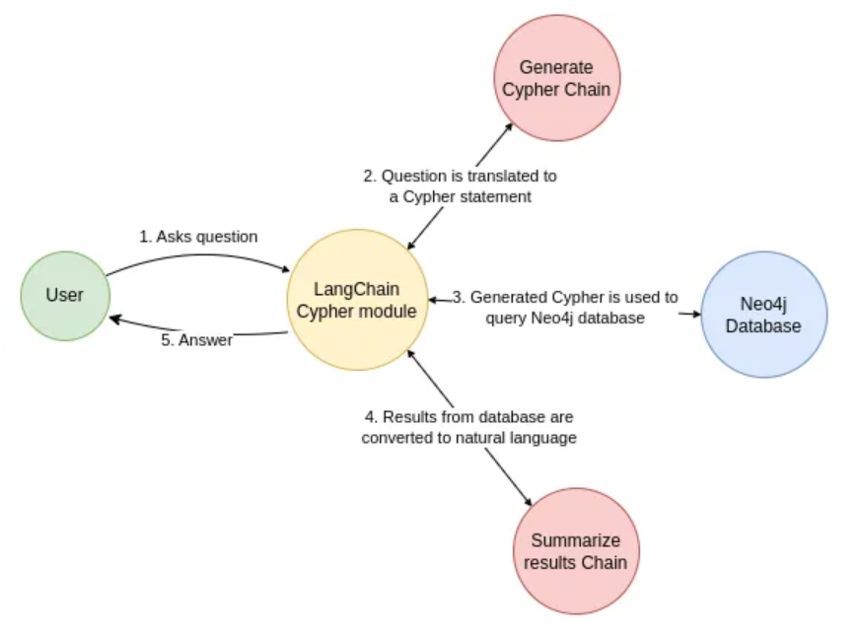 Generate
Cypher Chain
2. Question is translated to
a Cypher statement
1. Asks question
User
LangChain
Cypher module
3. Generated Cypher is used to
query Neo4j database
Neo4j
Database
5. Answer
4. Results from database are
converted to natural language
Summarize
results Chain